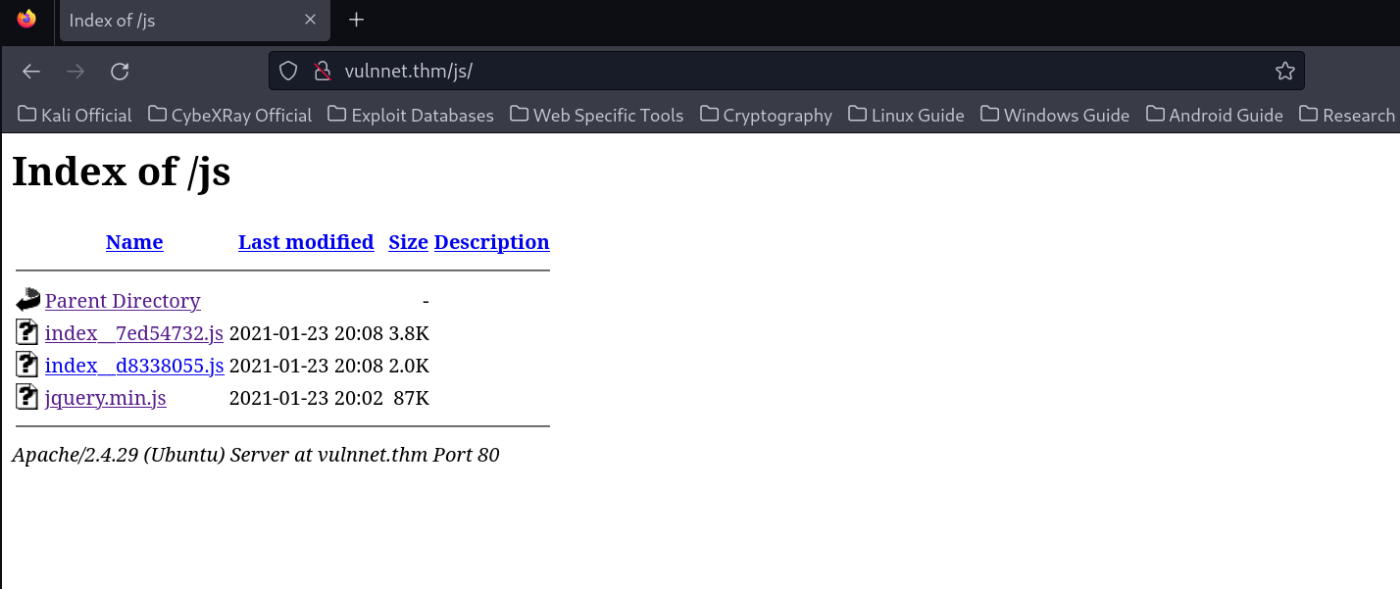 Index of /js
vulnnet.thm/js/
Kali Official CybeXRay Official Exploit Databases Web Specific Tools Cryptography Linux Guide Windows Guide Android Guide Research
Index of /js
Name Last modified Size Description
Parent Directory -
index__7ed54732.js 2021-01-23 20:08 3.8K
index__d8338055.js 2021-01-23 20:08 2.0K
jquery.min.js 2021-01-23 20:02 87K
Apache/2.4.29 (Ubuntu) Server at vulnnet.thm Port 80